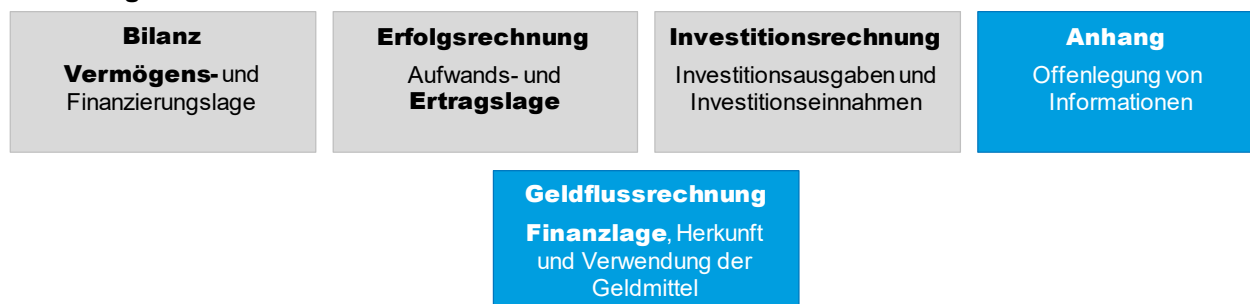 Bilanz
Vermögens- und
Finanzierungslage
Erfolgsrechnung
Aufwands- und
Ertragslage
Investitionsrechnung
Investitionsausgaben und
Investitionseinnahmen
Anhang
Offenlegung von
Informationen
Geldflussrechnung
Finanzlage, Herkunft
und Verwendung der
Geldmittel